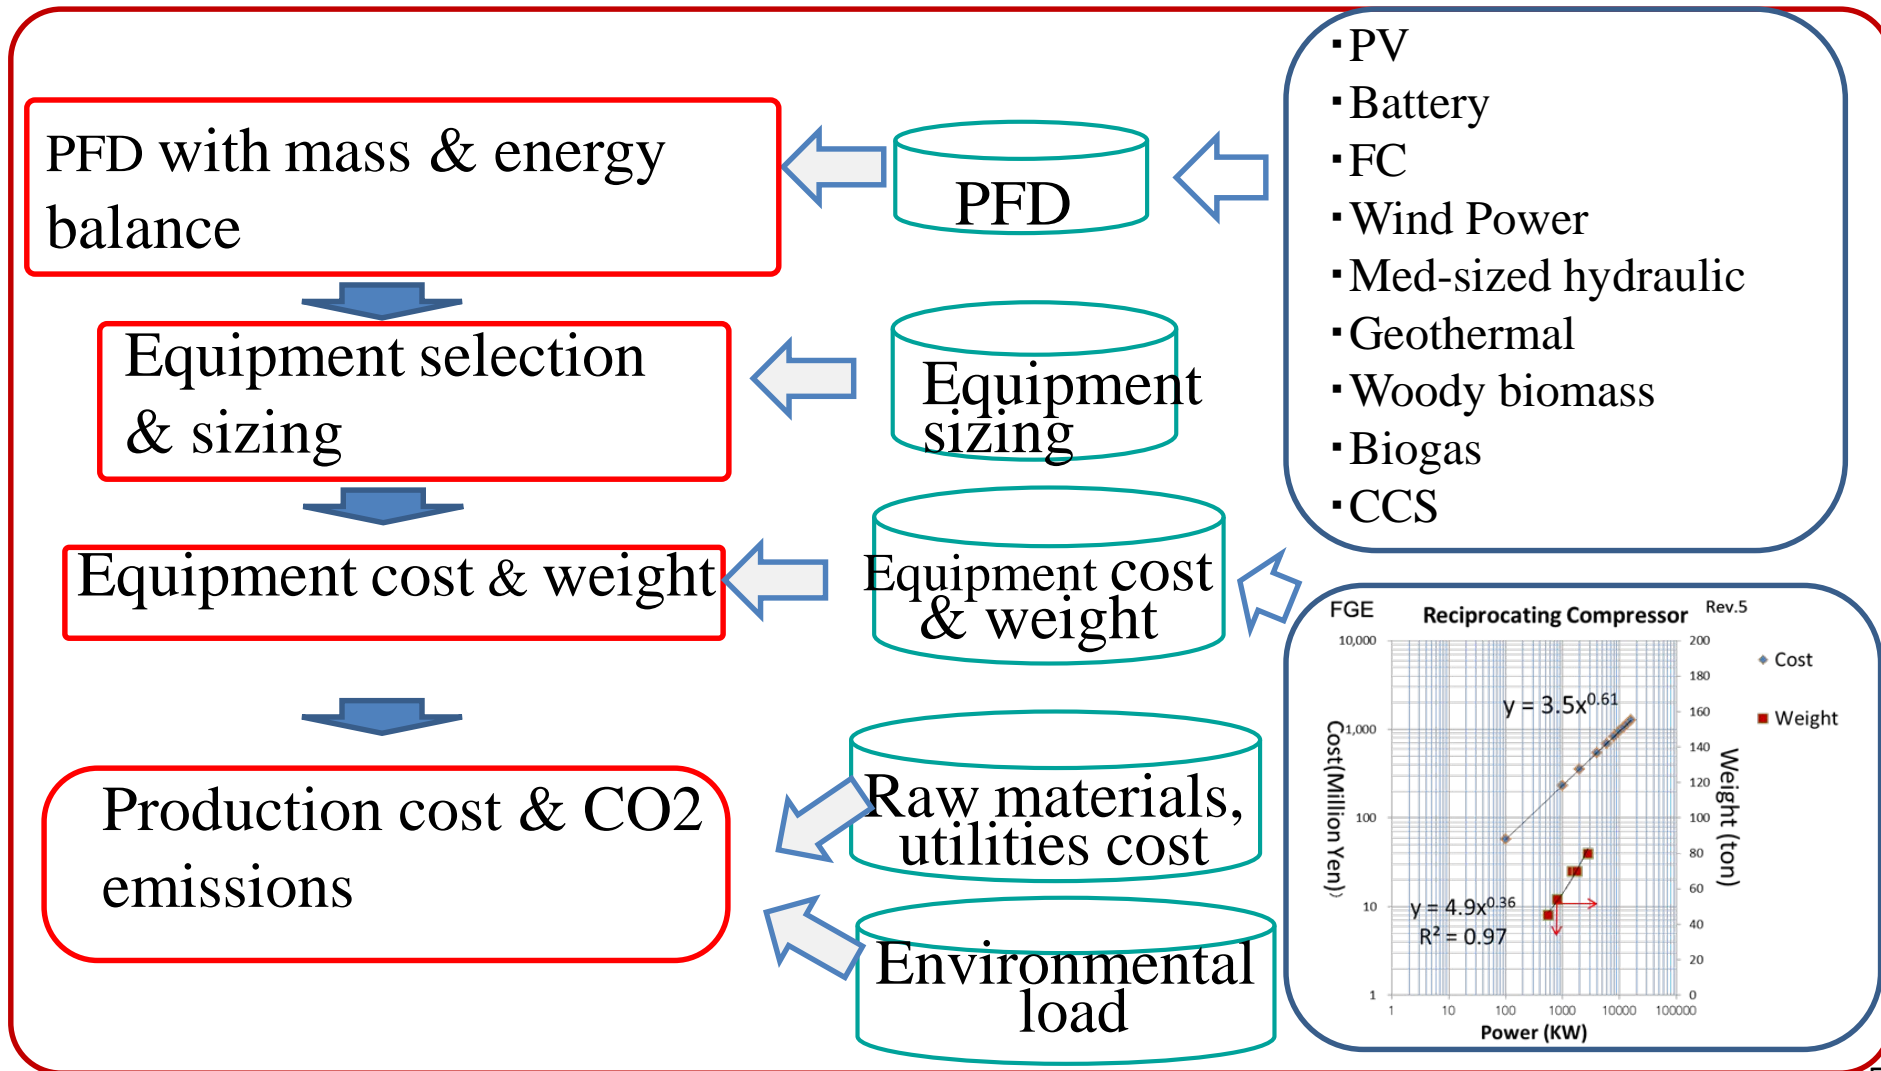 PFD with mass & energy
balance
Equipment selection
& sizing
Equipment cost & weight
Production cost & CO2
emissions
PFD
Equipment
sizing
Equipment cost
& weight
Raw materials,
utilities cost
Environmental
load
・PV
・Battery
・FC
・Wind Power
・Med-sized hydraulic
・Geothermal
・Woody biomass
・Biogas
・CCS
FGE
Reciprocating Compressor
Rev.5
10,000
1,000
100
10
1
Cost(Million Yen))
200
180
160
140
120
100
80
60
40
20
0
Weight (ton)
Cost
Weight
y = 3.5x^0.61
y = 4.9x^0.36
R² = 0.97
1 10 100 1000 10000 100000
Power (KW)